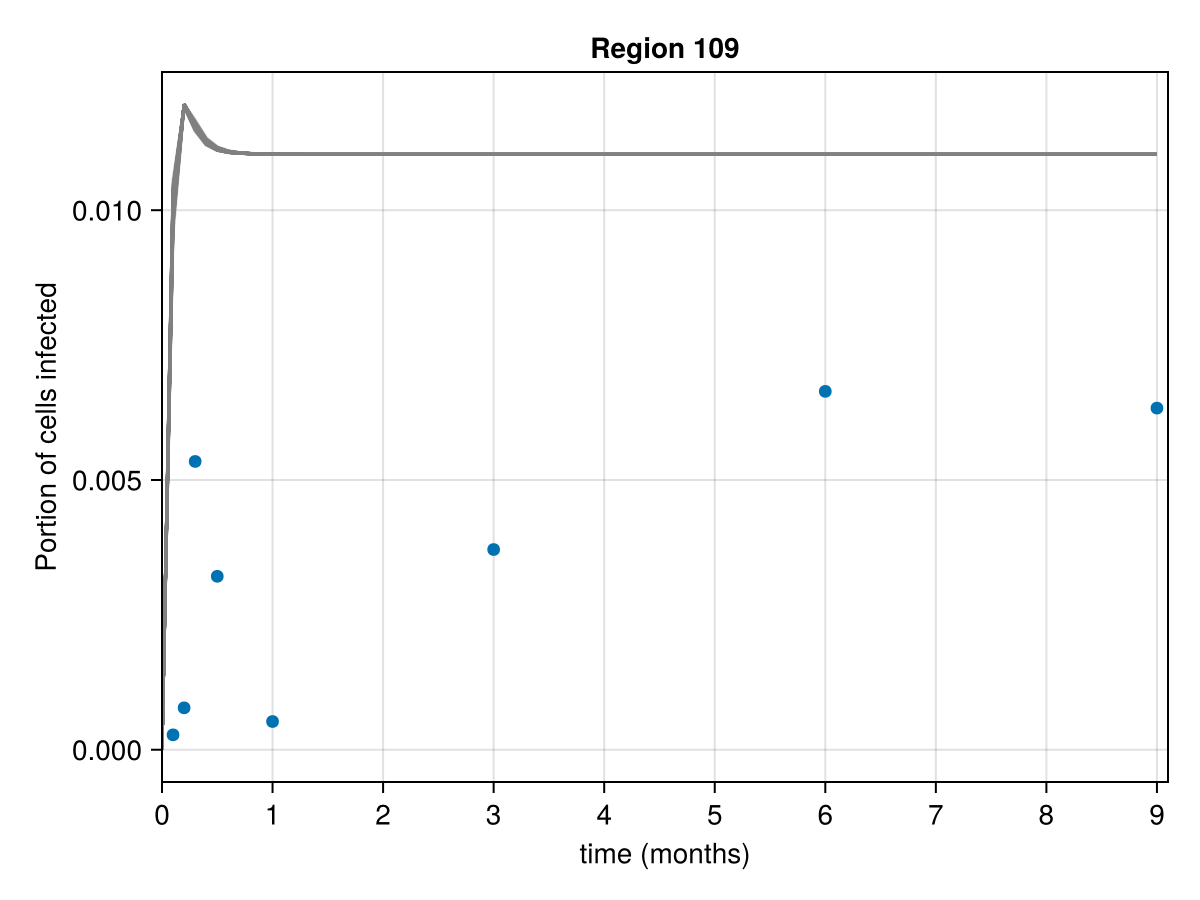 Region 109
Portion of cells infected
0.010
0.005
0.000
0 1 2 3 4 5 6 7 8 9
time (months)